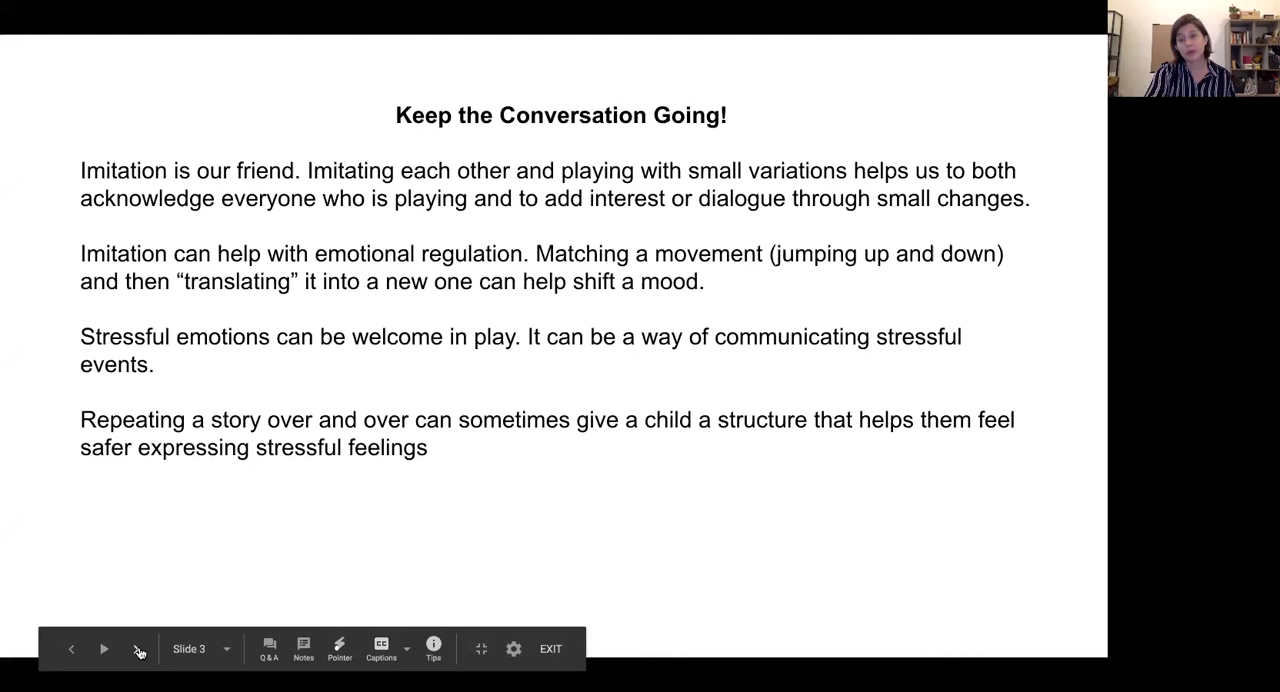 Keep the Conversation Going!
Imitation is our friend. Imitating each other and playing with small variations helps us to both
acknowledge everyone who is playing and to add interest or dialogue through small changes.
Imitation can help with emotional regulation. Matching a movement (jumping up and down)
and then “translating” it into a new one can help shift a mood.
Stressful emotions can be welcome in play. It can be a way of communicating stressful
events.
Repeating a story over and over can sometimes give a child a structure that helps them feel
safer expressing stressful feelings
Slide 3
Q & A
Notes
Pointer
CC
Captions
Tips
EXIT